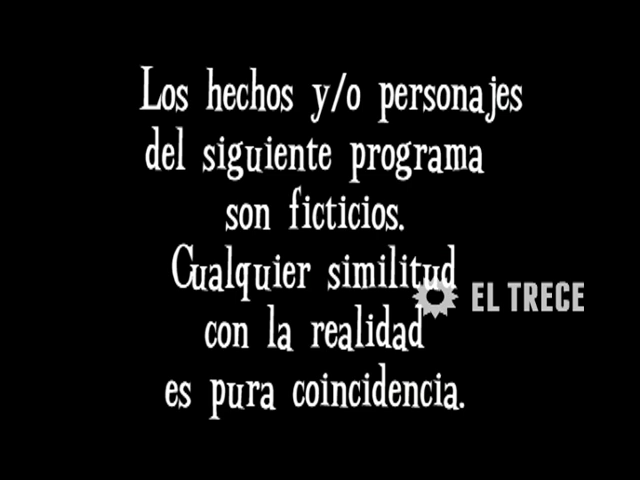 Los hechos y/o personajes
del siguiente programa
son ficticios.
Cualquier similitud
EL TRECE
con la realidad
es pura coincidencia.